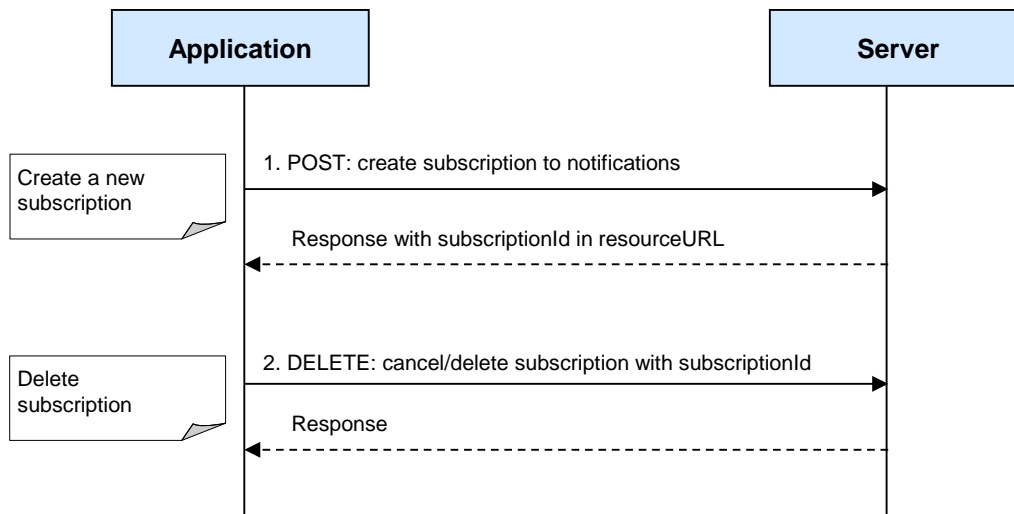 Application
Server
1. POST: create subscription to notifications
Create a new
subscription
Response with subscriptionId in resourceURL
2. DELETE: cancel/delete subscription with subscriptionId
Delete
subscription
Response